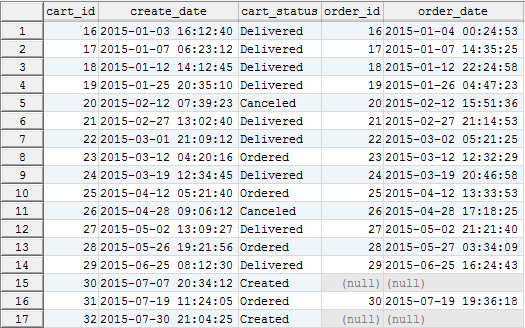 cart_id create_date cart_status order_id order_date
1 16 2015-01-03 16:12:40 Delivered 16 2015-01-04 00:24:53
2 17 2015-01-07 06:23:12 Delivered 17 2015-01-07 14:35:25
3 18 2015-01-12 14:12:45 Delivered 18 2015-01-12 22:24:58
4 19 2015-01-25 20:35:10 Delivered 19 2015-01-26 04:47:23
5 20 2015-02-12 07:39:23 Canceled 20 2015-02-12 15:51:36
6 21 2015-02-27 13:02:40 Delivered 21 2015-02-27 21:14:53
7 22 2015-03-01 21:09:12 Delivered 22 2015-03-02 05:21:25
8 23 2015-03-12 04:20:16 Ordered 23 2015-03-12 12:32:29
9 24 2015-03-19 12:34:45 Delivered 24 2015-03-19 20:46:58
10 25 2015-04-12 05:21:40 Ordered 25 2015-04-12 13:33:53
11 26 2015-04-28 09:06:12 Canceled 26 2015-04-28 17:18:25
12 27 2015-05-02 13:09:27 Delivered 27 2015-05-02 21:21:40
13 28 2015-05-26 19:21:56 Ordered 28 2015-05-27 03:34:09
14 29 2015-06-25 08:12:30 Delivered 29 2015-06-25 16:24:43
15 30 2015-07-07 20:34:12 Created (null) (null)
16 31 2015-07-19 11:24:05 Ordered 30 2015-07-19 19:36:18
17 32 2015-07-30 21:04:25 Created (null) (null)